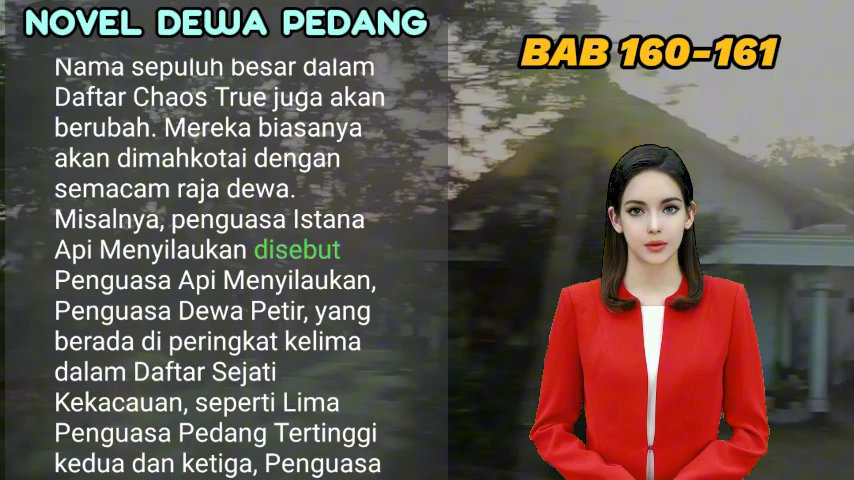 NOVEL DEWA PEDANG
BAB 160-161
Nama sepuluh besar dalam
Daftar Chaos True juga akan
berubah. Mereka biasanya
akan dimahkotai dengan
semacam raja dewa.
Misalnya, penguasa Istana
Api Menyilaukan disebut
Penguasa Api Menyilaukan,
Penguasa Dewa Petir, yang
berada di peringkat kelima
dalam Daftar Sejati
Kekacauan, seperti Lima
Penguasa Pedang Tertinggi
kedua dan ketiga, Penguasa